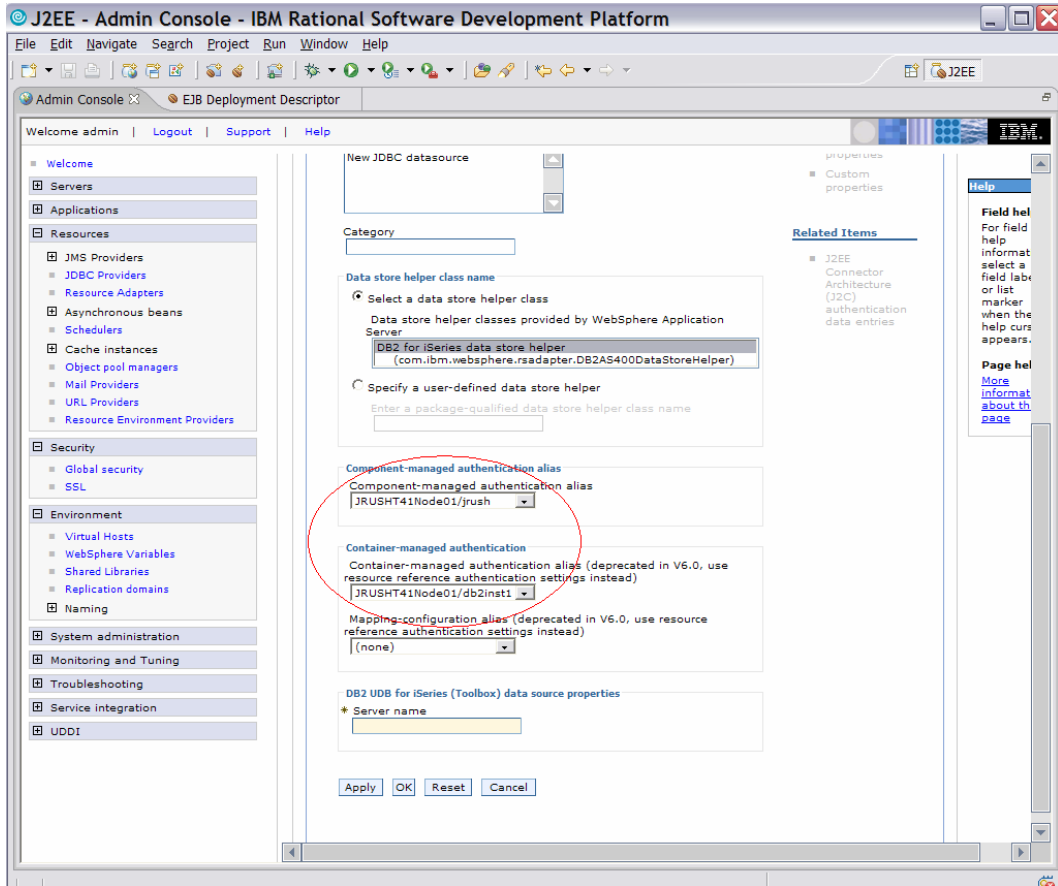 J2EE - Admin Console - IBM Rational Software Development Platform
File Edit Navigate Search Project Run Window Help
J2EE
Admin Console
EJB Deployment Descriptor
Welcome admin | Logout | Support | Help
IBM.
Welcome
Servers
Applications
Resources
JMS Providers
JDBC Providers
Resource Adapters
Asynchronous beans
Schedulers
Cache instances
Object pool managers
Mail Providers
URL Providers
Resource Environment Providers
Security
Global security
SSL
Environment
Virtual Hosts
WebSphere Variables
Shared Libraries
Replication domains
Naming
System administration
Monitoring and Tuning
Troubleshooting
Service integration
UDDI
New JDBC datasource
Category
Data store helper class name
Select a data store helper class
Data store helper classes provided by WebSphere Application
Server
DB2 for iSeries data store helper
(com.ibm.websphere.rsadapter.DB2AS400DataStoreHelper)
Specify a user-defined data store helper
Enter a package-qualified data store helper class name
Component-managed authentication alias
Component-managed authentication alias
JRUSHT41Node01/jrush
Container-managed authentication
Container-managed authentication alias (deprecated in V6.0, use
resource reference authentication settings instead)
JRUSHT41Node01/db2inst1
Mapping-configuration alias (deprecated in V6.0, use resource
reference authentication settings instead)
(none)
DB2 UDB for iSeries (Toolbox) data source properties
* Server name
Apply OK Reset Cancel
properties
Custom
properties
Related Items
J2EE
Connector
Architecture
(J2C)
authentication
data entries
Help
Field hel
For field
help
informat
select a
field labe
or list
marker
when the
help curs
appears.
Page hel
More
informat
about th
page